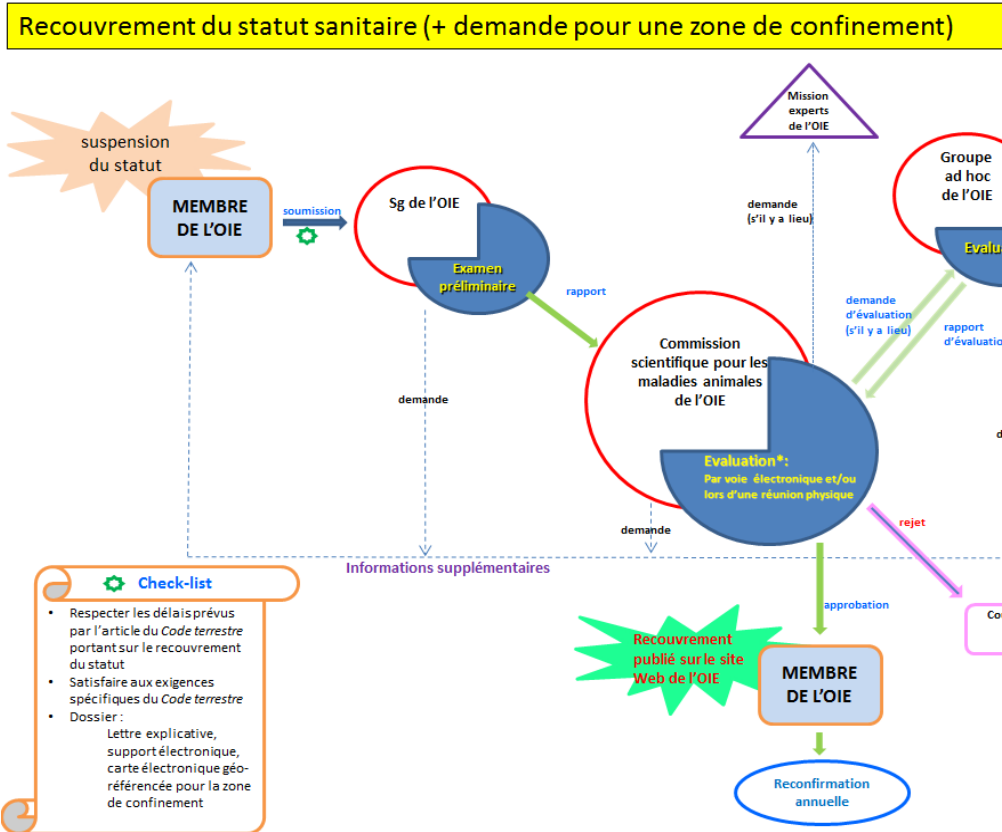 Recouvrement du statut sanitaire (+ demande pour une zone de confinement)
suspension
du statut
MEMBRE
DE L'OIE
soumission
Sg de l'OIE
Examen
préliminaire
rapport
Mission
experts
de l'OIE
demande
(s'il y a lieu)
Groupe
ad hoc
de l'OIE
demande
d'évaluation
(s'il y a lieu)
rapport
Commission
scientifique pour les
maladies animales
de l'OIE
Evaluation*:
Par voie électronique et/ou
lors d'une réunion physique
demande
demande
rejet
Informations supplémentaires
approbation
Check-list
• Respecter les délais prévus
par l'article du Code terrestre
portant sur le recouvrement
du statut
• Satisfaire aux exigences
spécifiques du Code terrestre
• Dossier :
Lettre explicative,
support électronique,
carte électronique géo-
référencée pour la zone
de confinement
Recouvrement
publié sur le site
Web de l'OIE
MEMBRE
DE L'OIE
Reconfirmation
annuelle